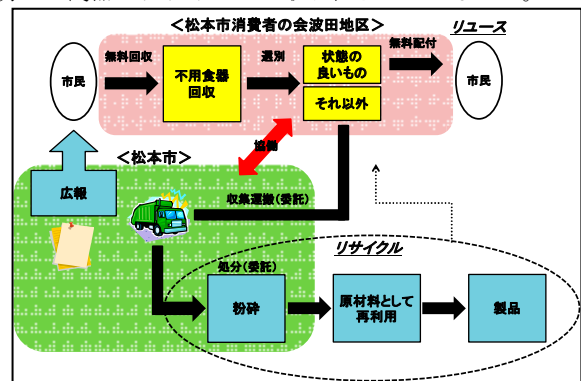 ＜松本市消費者の会波田地区＞
リユース
市民
無料回収
不用食器
回収
選別
状態の
良いもの
それ以外
無料配付
市民
協働
＜松本市＞
広報
収集運搬(委託)
リサイクル
処分(委託)
粉砕
原材料として
再利用
製品